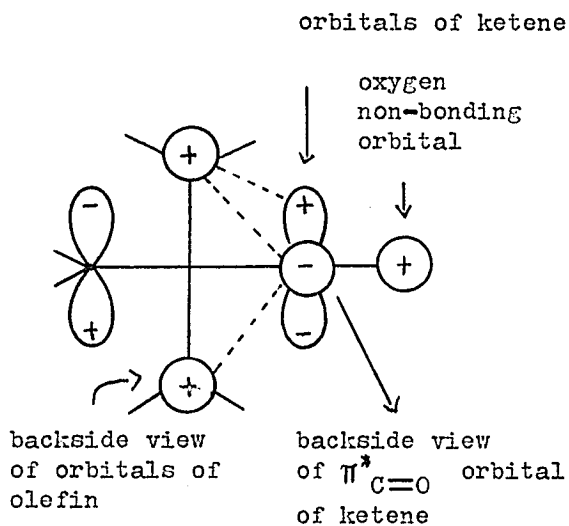 orbitals of ketene
oxygen
non-bonding
orbital
+
-
+
-
+
+
-
+
backside view
of orbitals of
olefin
backside view
of π* C=O orbital
of ketene